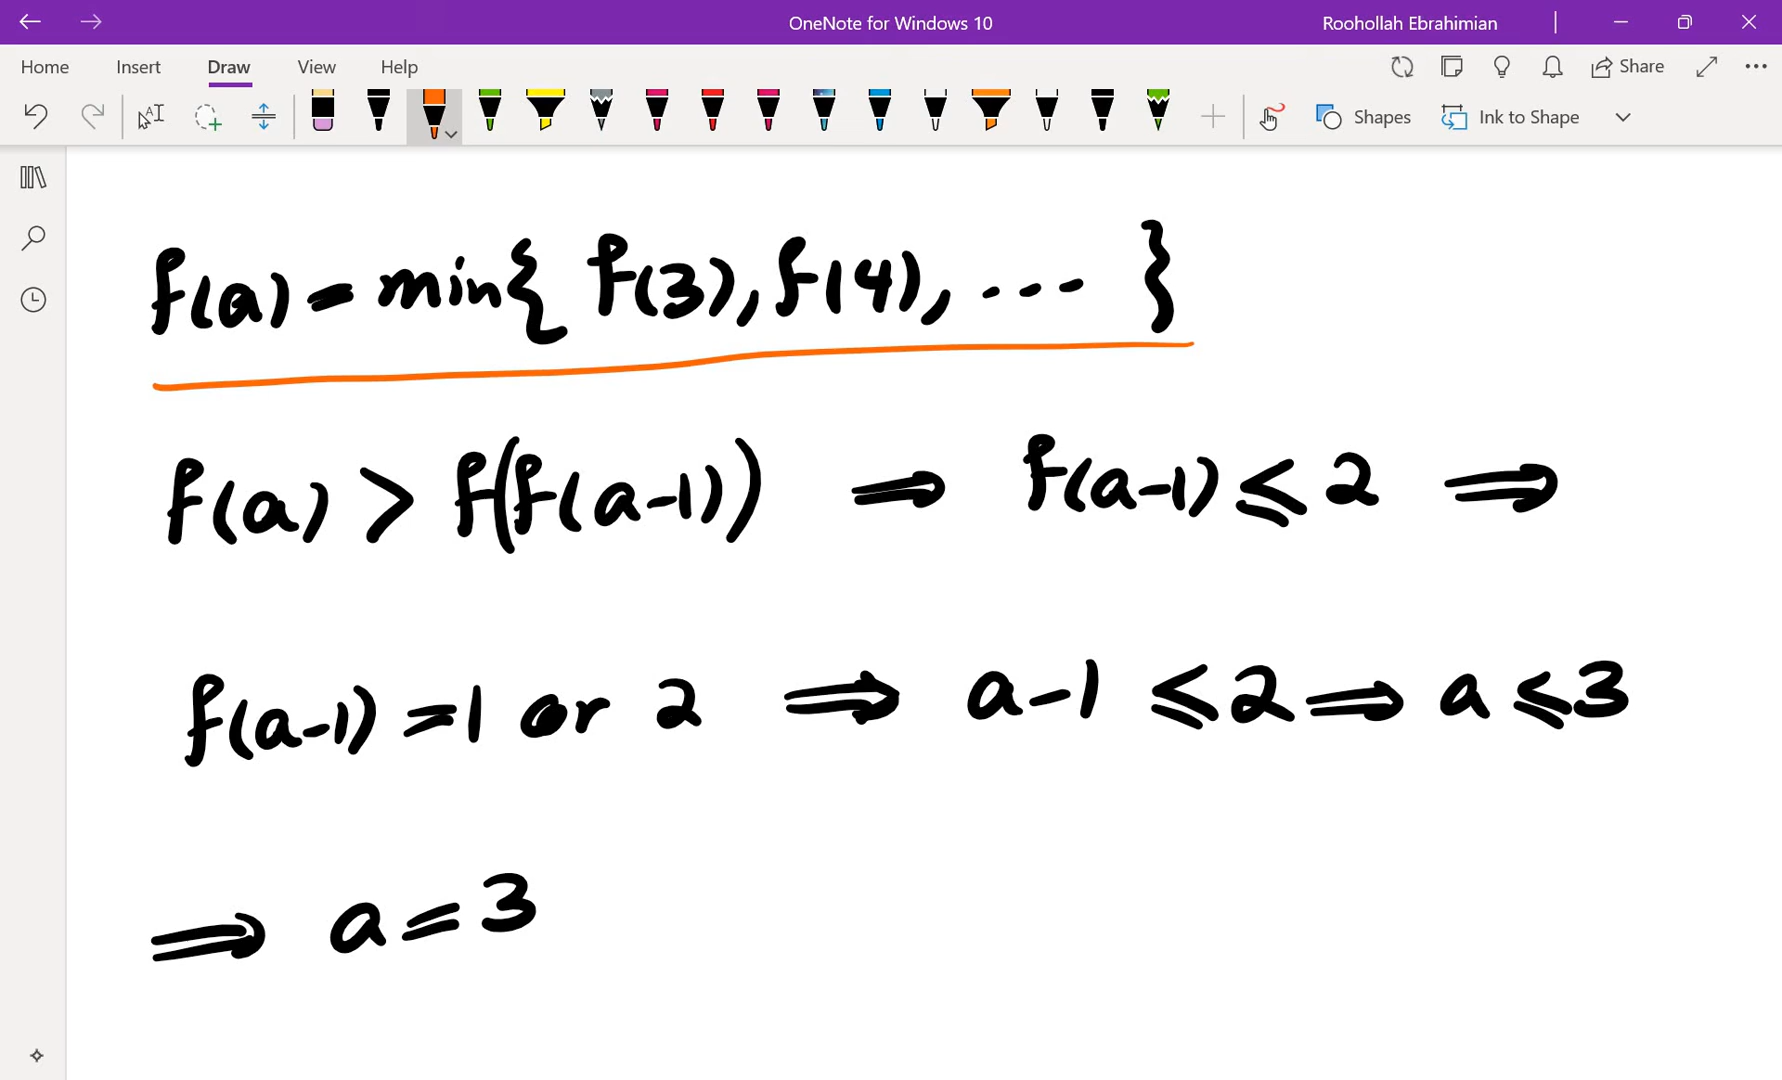 OneNote for Windows 10 Roohollah Ebrahimian
Home Insert Draw View Help Share
Shapes Ink to Shape
f(a) = min{ f(3), f(4), ... }
f(a) > f(f(a-1)) ⇒ f(a-1) ⩽ 2 ⇒
f(a-1) = 1 or 2 ⇒ a-1 ⩽ 2 ⇒ a ⩽ 3
⇒ a = 3